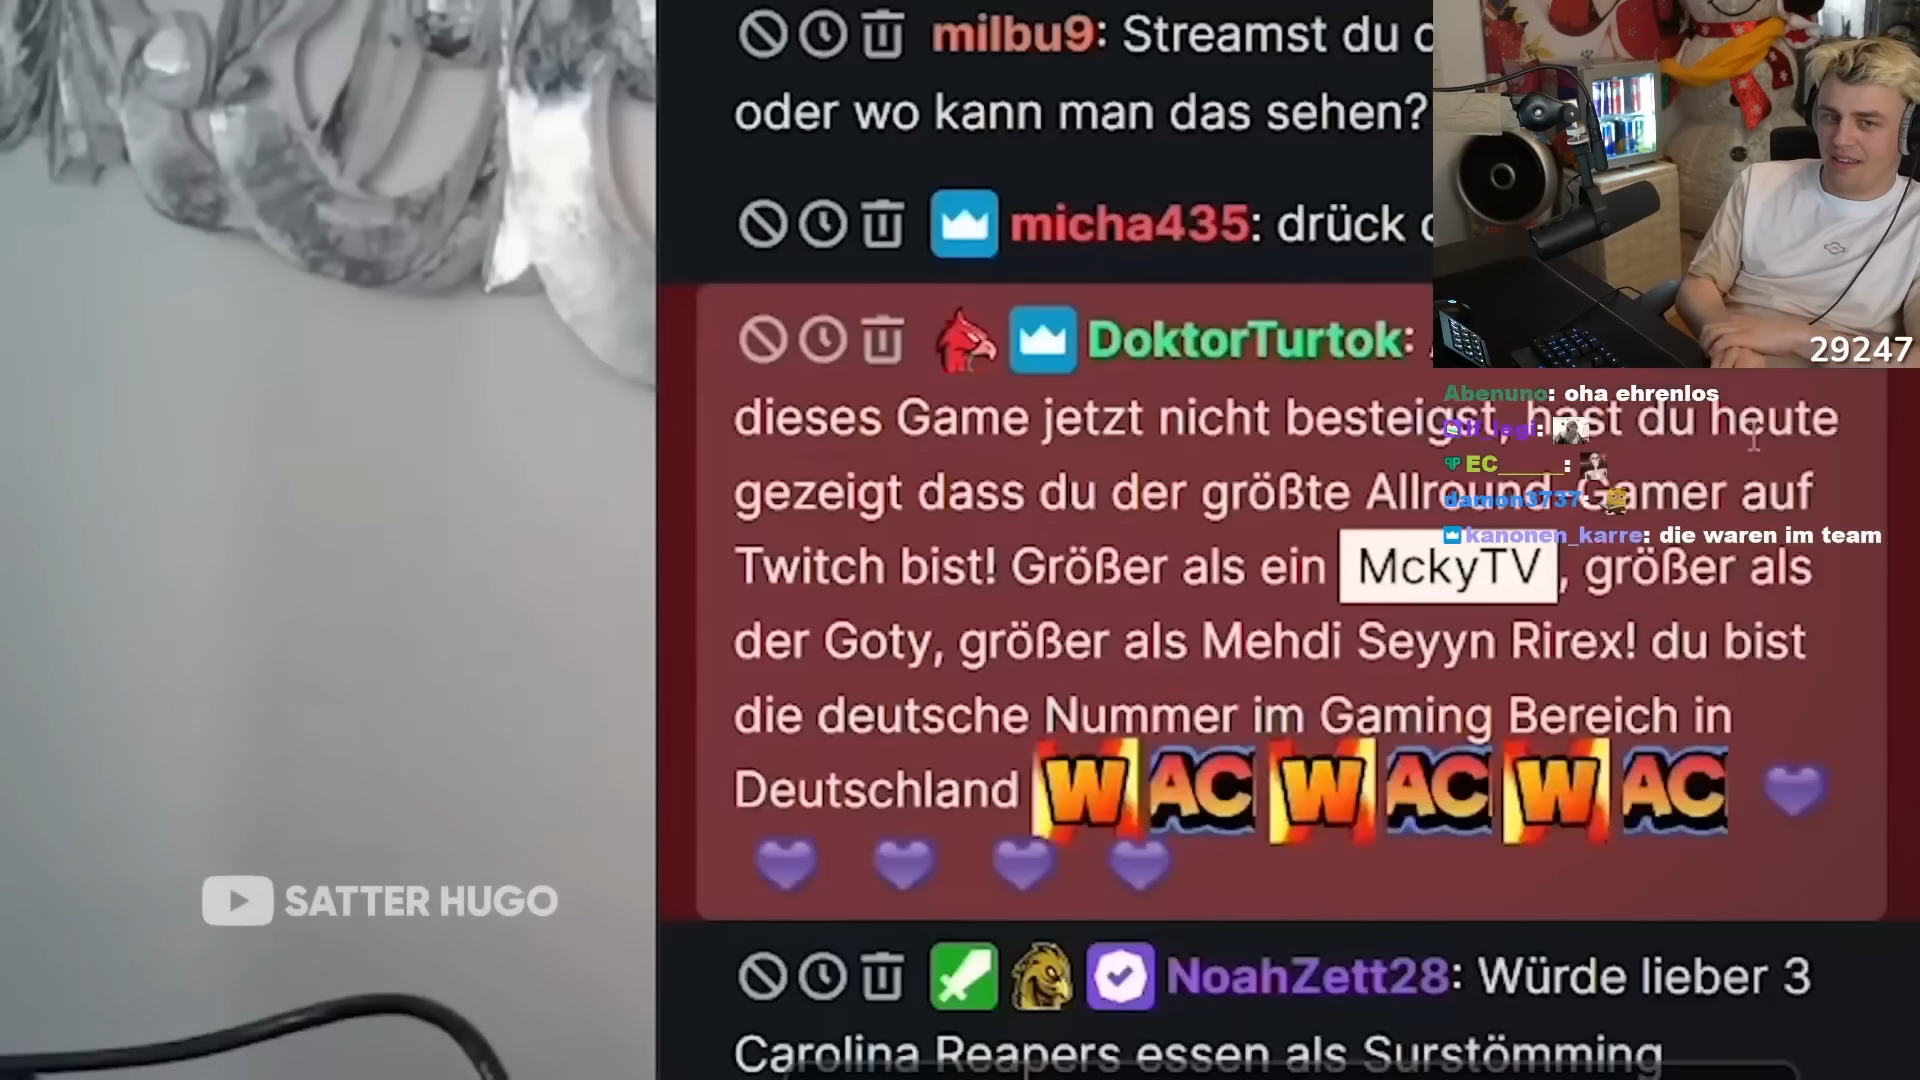 milbu9: Streamst du
oder wo kann man das sehen?
micha435: drück
DoktorTurtok:
dieses Game jetzt nicht besteigst, hast du heute
gezeigt dass du der größte Allround Gamer auf
Twitch bist! Größer als ein MckyTV, größer als
der Goty, größer als Mehdi Seyyn Rirex! du bist
die deutsche Nummer im Gaming Bereich in
Deutschland W AC W AC W AC
NoahZett28: Würde lieber 3
Carolina Reapers essen als Surstömming
29247
Abenuno: oha ehrenlos
EC______:
damon3737:
kanonen_karre: die waren im team
SATTER HUGO